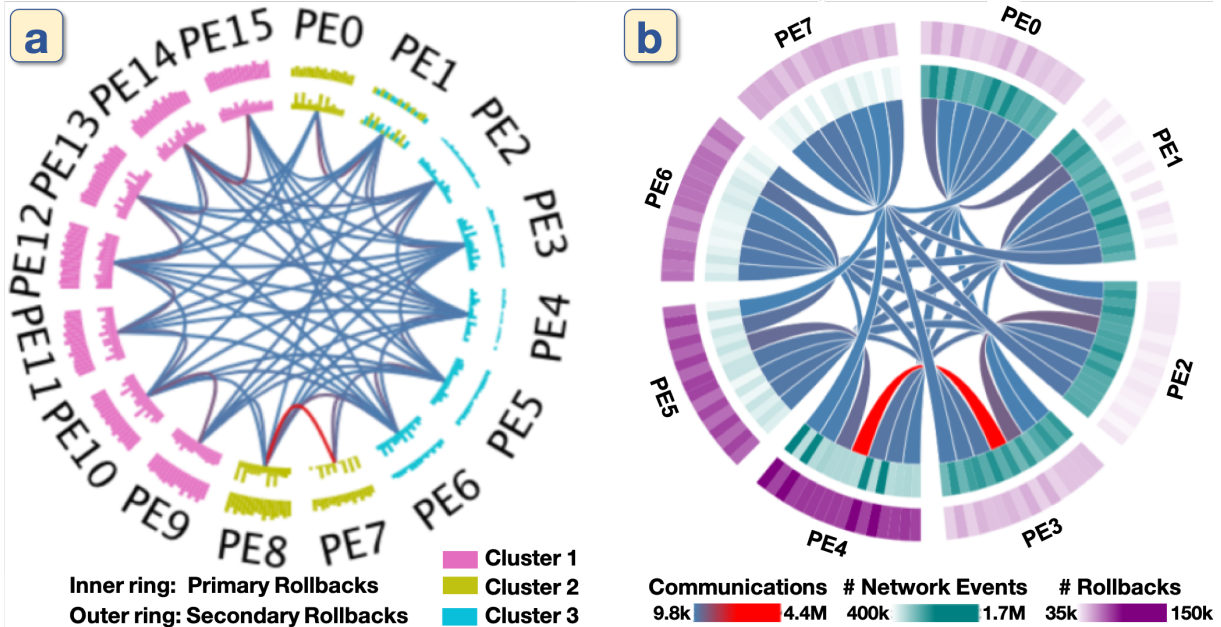 a
PE0
PE1
PE2
PE3
PE4
PE5
PE6
PE7
PE8
PE9
PE10
PE11
PE12
PE13
PE14
PE15
Inner ring: Primary Rollbacks
Outer ring: Secondary Rollbacks
Cluster 1
Cluster 2
Cluster 3
b
PE0
PE1
PE2
PE3
PE4
PE5
PE6
PE7
Communications
9.8k 4.4M
# Network Events
400k 1.7M
# Rollbacks
35k 150k